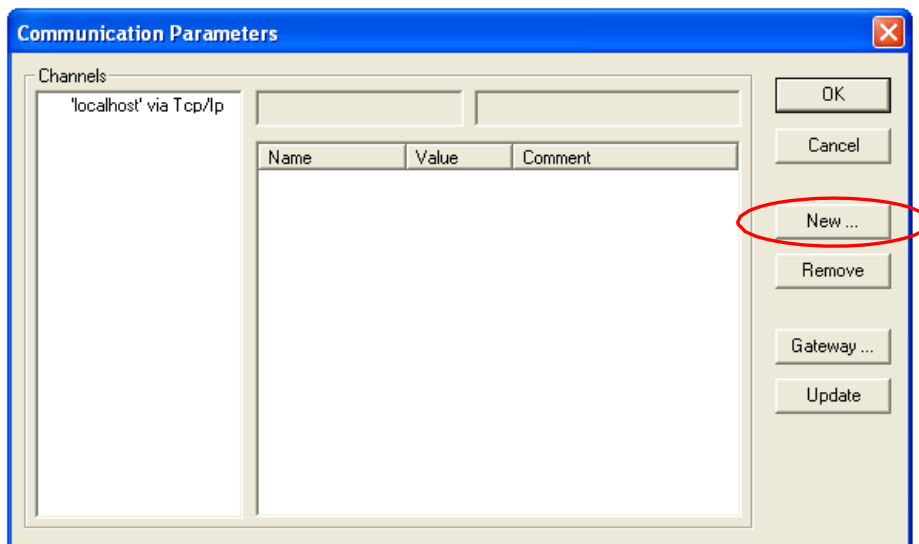 Communication Parameters
Channels
'localhost' via Tcp/Ip
Name Value Comment
OK
Cancel
New ...
Remove
Gateway ...
Update